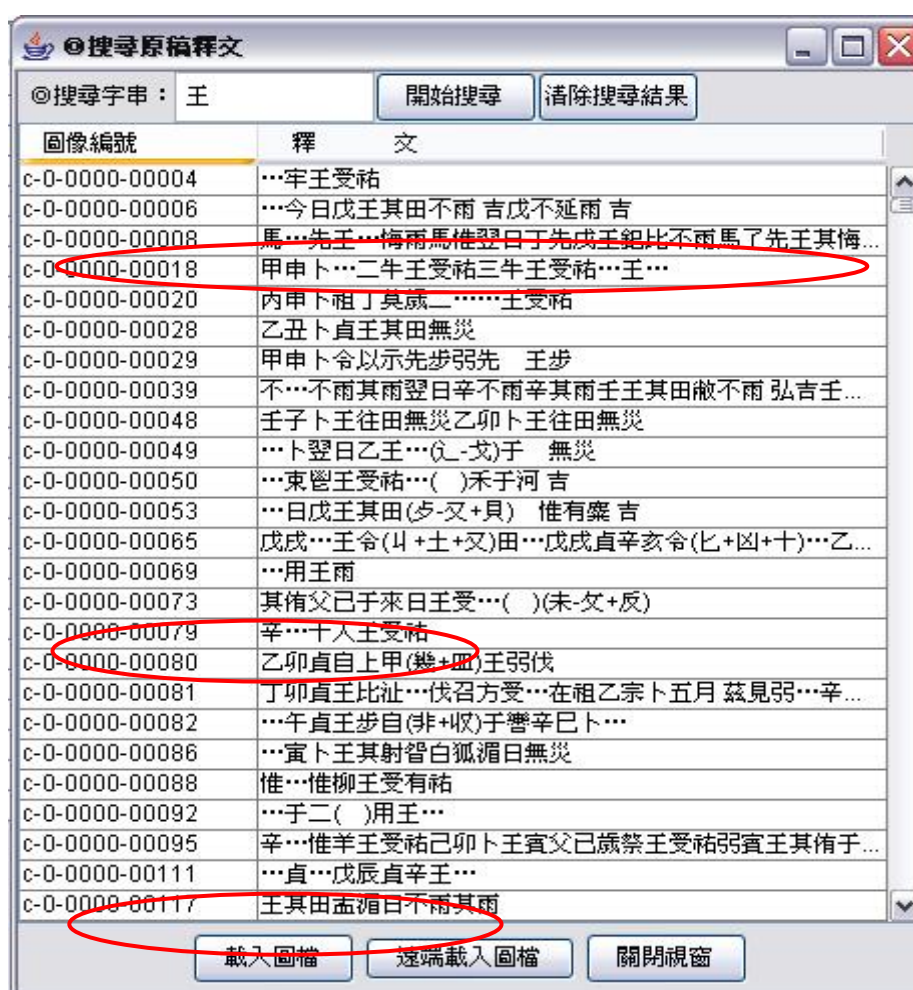 ◎搜尋原稿釋文
◎搜尋字串： 王 開始搜尋 清除搜尋結果
圖像編號 釋 文
c-0-0000-00004 …牢王受祐
c-0-0000-00006 …今日戊王其田不雨 吉戊不延雨 吉
c-0-0000-00008 馬…先王…悔雨馬惟翌日丁先戊王比不雨馬了先王其悔...
c-0-0000-00018 甲申卜…二牛王受祐三牛王受祐…王…
c-0-0000-00020 丙申卜祖丁莫歲二……王受祐
c-0-0000-00028 乙丑卜貞王其田無災
c-0-0000-00029 甲申卜令以示先步弜先 王步
c-0-0000-00039 不…不雨其雨翌日辛不雨辛其雨壬王其田不雨 弘吉壬...
c-0-0000-00048 壬子卜王往田無災乙卯卜王往田無災
c-0-0000-00049 …卜翌日乙王…(辶-戈)于 無災
c-0-0000-00050 …東鬯王受祐…( )禾于河 吉
c-0-0000-00053 …日戊王其田(歺-又+貝) 惟有麋 吉
c-0-0000-00065 戊戌…王令(丩+土+又)田…戊戌貞辛亥令(匕+凶+十)…乙...
c-0-0000-00069 …用王雨
c-0-0000-00073 其侑父已于來日王受…( )(未-攵+反)
c-0-0000-00079 辛…十人王受祐
c-0-0000-00080 乙卯貞自上甲(幾+皿)王弜伐
c-0-0000-00081 丁卯貞王比沚…伐召方受…在祖乙宗卜五月 茲見弜…辛...
c-0-0000-00082 …午貞王步自(非+収)于辛巳卜…
c-0-0000-00086 …寅卜王其射白狐湄日無災
c-0-0000-00088 惟…惟柳王受有祐
c-0-0000-00092 …于二( )用王…
c-0-0000-00095 辛…惟羊王受祐己卯卜王賓父已歲祭王受祐弜賓王其侑于...
c-0-0000-00111 …貞…戊辰貞辛王…
c-0-0000-00117 王其田盂湄日不雨其雨
載入圖檔 遠端載入圖檔 關閉視窗